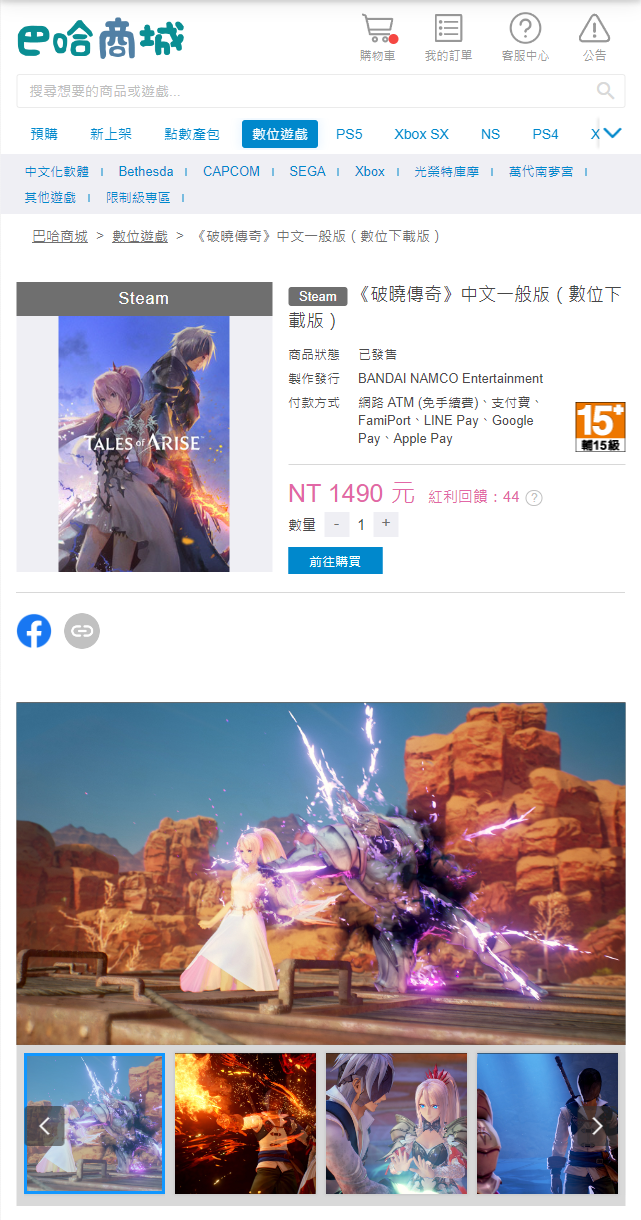 巴哈商城
購物車
我的訂單
客服中心
公告
搜尋想要的商品或遊戲...
預購 新上架 點數產包 數位遊戲 PS5 Xbox SX NS PS4 X
中文化軟體 Bethesda CAPCOM SEGA Xbox 光榮特庫摩 萬代南夢宮
其他遊戲 限制級專區
巴哈商城 > 數位遊戲 > 《破曉傳奇》中文一般版 ( 數位下載版 )
Steam
TALES of ARISE
Steam 《破曉傳奇》中文一般版 ( 數位下
載版 )
商品狀態 已發售
製作發行 BANDAI NAMCO Entertainment
付款方式 網路 ATM (免手續費)、支付寶、
FamiPort、LINE Pay、Google
Pay、Apple Pay
15+
輔15級
NT 1490 元 紅利回饋：44 ?
數量 - 1 +
前往購買